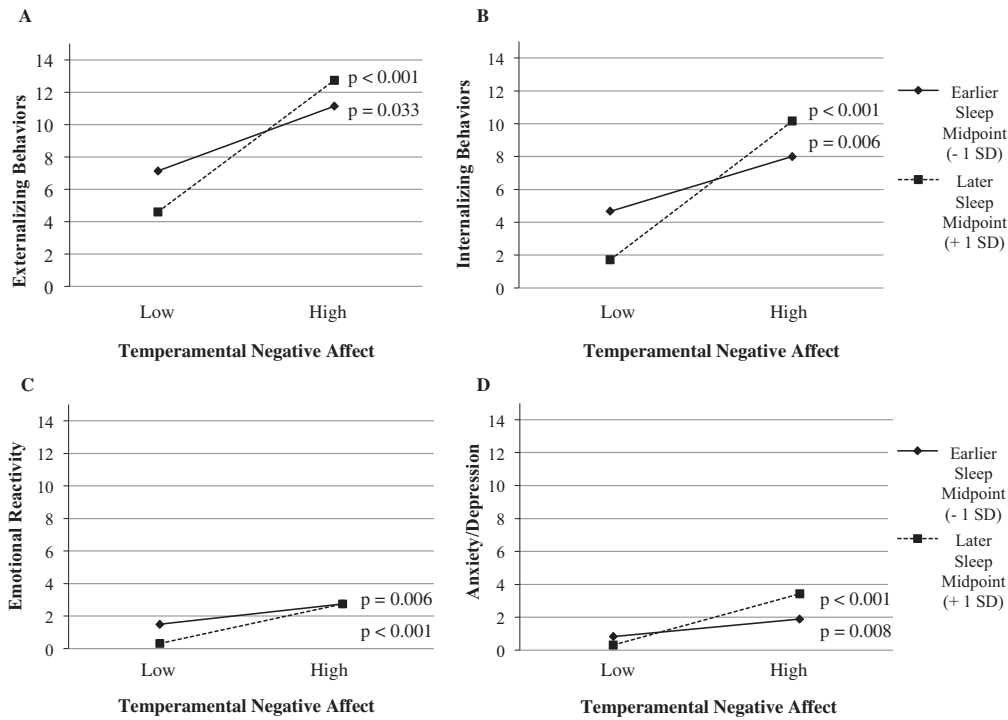 A
Externalizing Behaviors
14
12
10
8
6
4
2
0
p < 0.001
p = 0.033
Low
High
Temperamental Negative Affect
B
Internalizing Behaviors
14
12
10
8
6
4
2
0
p < 0.001
p = 0.006
Low
High
Temperamental Negative Affect
Earlier
Sleep
Midpoint
(- 1 SD)
Later
Sleep
Midpoint
(+ 1 SD)
C
Emotional Reactivity
14
12
10
8
6
4
2
0
p = 0.006
p < 0.001
Low
High
Temperamental Negative Affect
D
Anxiety/Depression
14
12
10
8
6
4
2
0
p < 0.001
p = 0.008
Low
High
Temperamental Negative Affect
Earlier
Sleep
Midpoint
(- 1 SD)
Later
Sleep
Midpoint
(+ 1 SD)